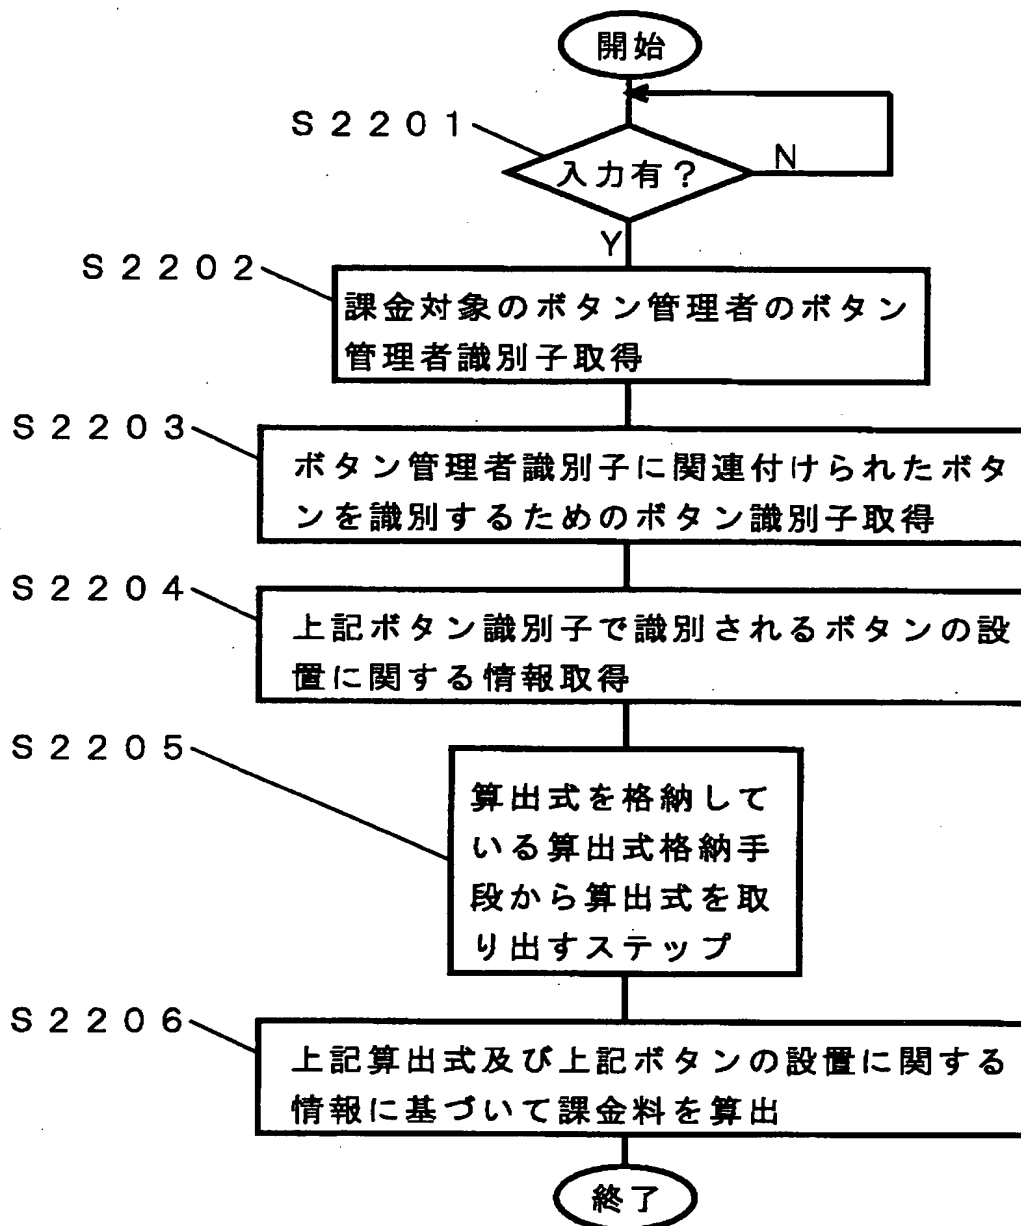 開始
S2201
入力有?
N
Y
S2202
課金対象のボタン管理者のボタン
管理者識別子取得
S2203
ボタン管理者識別子に関連付けられたボタ
ンを識別するためのボタン識別子取得
S2204
上記ボタン識別子で識別されるボタンの設
置に関する情報取得
S2205
算出式を格納して
いる算出式格納手
段から算出式を取
り出すステップ
S2206
上記算出式及び上記ボタンの設置に関する
情報に基づいて課金料を算出
終了